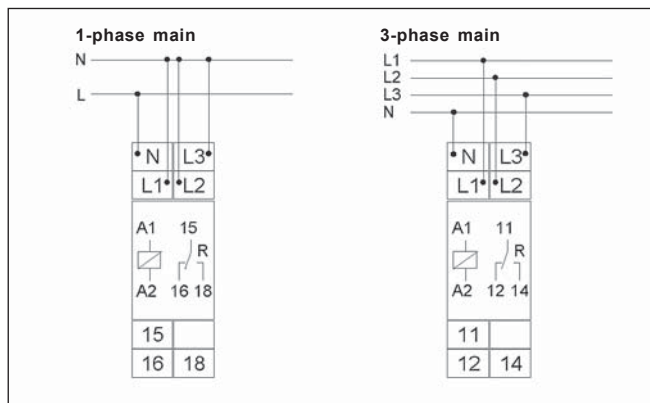 1-phase main
N
L
N L3
L1 L2
A1 15
R
A2 16 18
15
16 18
3-phase main
L1
L2
L3
N
N L3
L1 L2
A1 11
R
A2 12 14
11
12 14